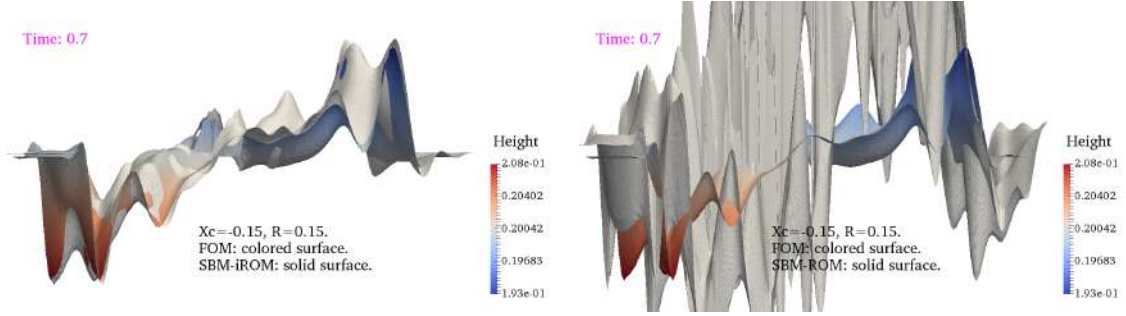 Time: 0.7
Height
2.08e-01
0.20402
0.20042
0.19683
1.93e-01
Xc=-0.15, R=0.15.
FOM: colored surface.
SBM-iROM: solid surface.
Time: 0.7
Height
2.08e-01
0.20402
0.20042
0.19683
1.93e-01
Xc=-0.15, R=0.15.
FOM: colored surface.
SBM-ROM: solid surface.